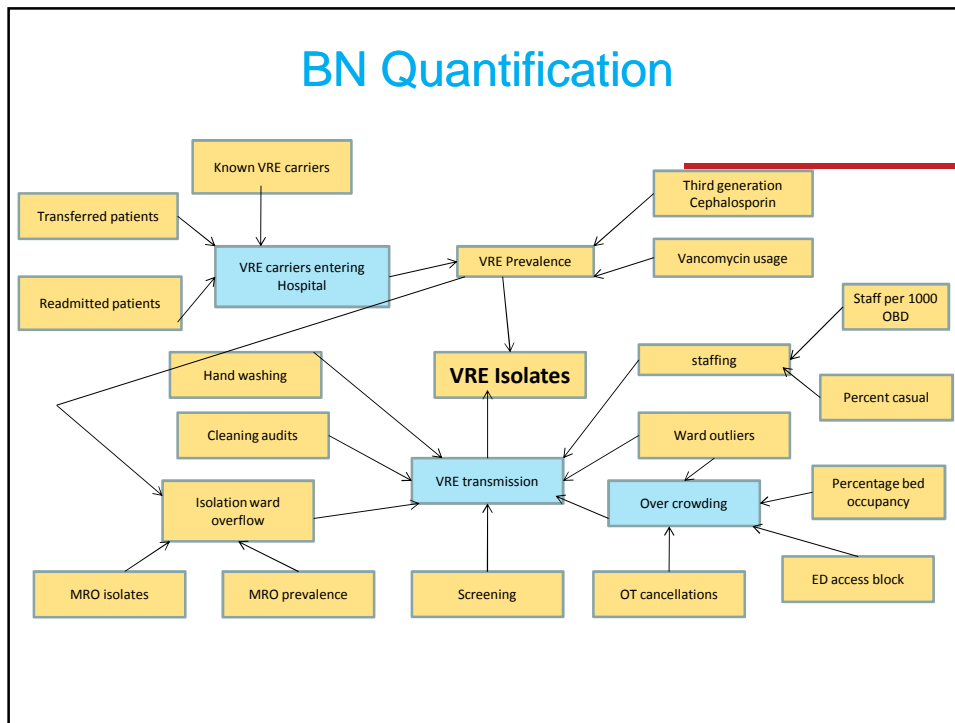 BN Quantification
Known VRE carriers
Third generation
Cephalosporin
Transferred patients
VRE carriers entering
Hospital
VRE Prevalence
Vancomycin usage
Readmitted patients
Staff per 1000
OBD
Hand washing
VRE Isolates
staffing
Percent casual
Cleaning audits
Ward outliers
VRE transmission
Isolation ward
overflow
Over crowding
Percentage bed
occupancy
MRO isolates
MRO prevalence
Screening
OT cancellations
ED access block